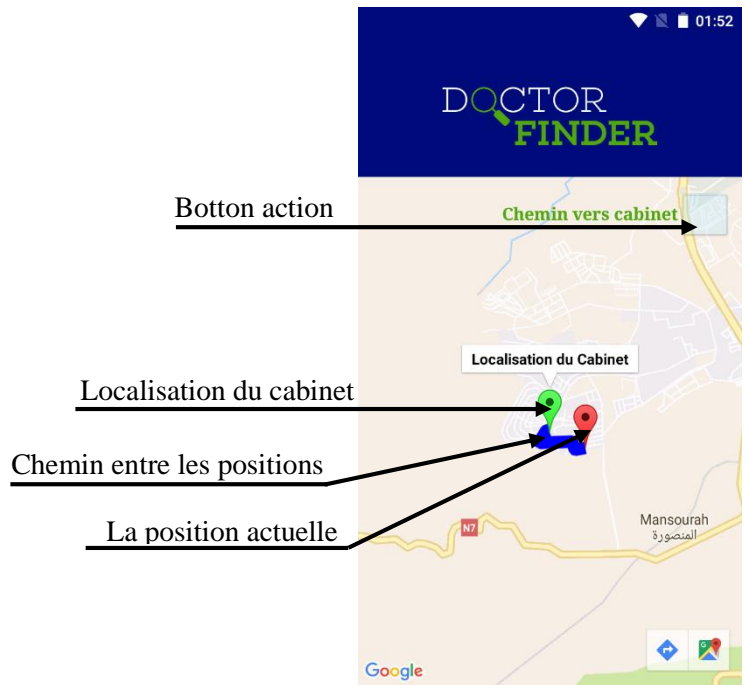 01:52
DOCTOR
FINDER
Botton action
Chemin vers cabinet
Localisation du Cabinet
Localisation du cabinet
Chemin entre les positions
La position actuelle
N7
Mansourah
المنصورة
Google